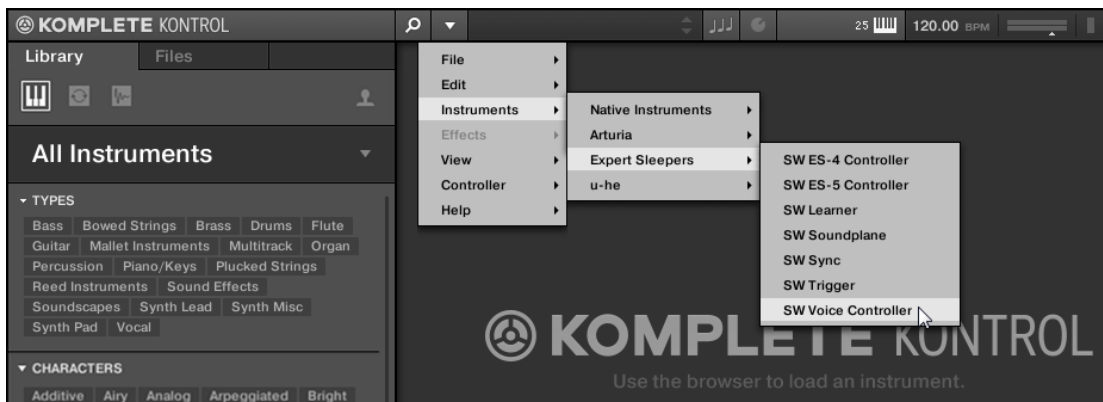 KOMPLETE KONTROL
25
120.00 BPM
Library
Files
All Instruments
TYPES
Bass Bowed Strings Brass Drums Flute
Guitar Mallet Instruments Multitrack Organ
Percussion Piano/Keys Plucked Strings
Reed Instruments Sound Effects
Soundscapes Synth Lead Synth Misc
Synth Pad Vocal
CHARACTERS
Additive Airy Analog Arpeggiated Bright
File
Edit
Instruments
Effects
View
Controller
Help
Native Instruments
Arturia
Expert Sleepers
u-he
SW ES-4 Controller
SW ES-5 Controller
SW Learner
SW Soundplane
SW Sync
SW Trigger
SW Voice Controller
KOMPLETE KONTROL
Use the browser to load an instrument.